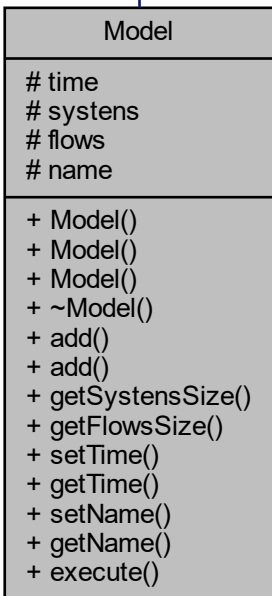 Model
# time
# systens
# flows
# name
+ Model()
+ Model()
+ Model()
+ ~Model()
+ add()
+ add()
+ getSystensSize()
+ getFlowsSize()
+ setTime()
+ getTime()
+ setName()
+ getName()
+ execute()